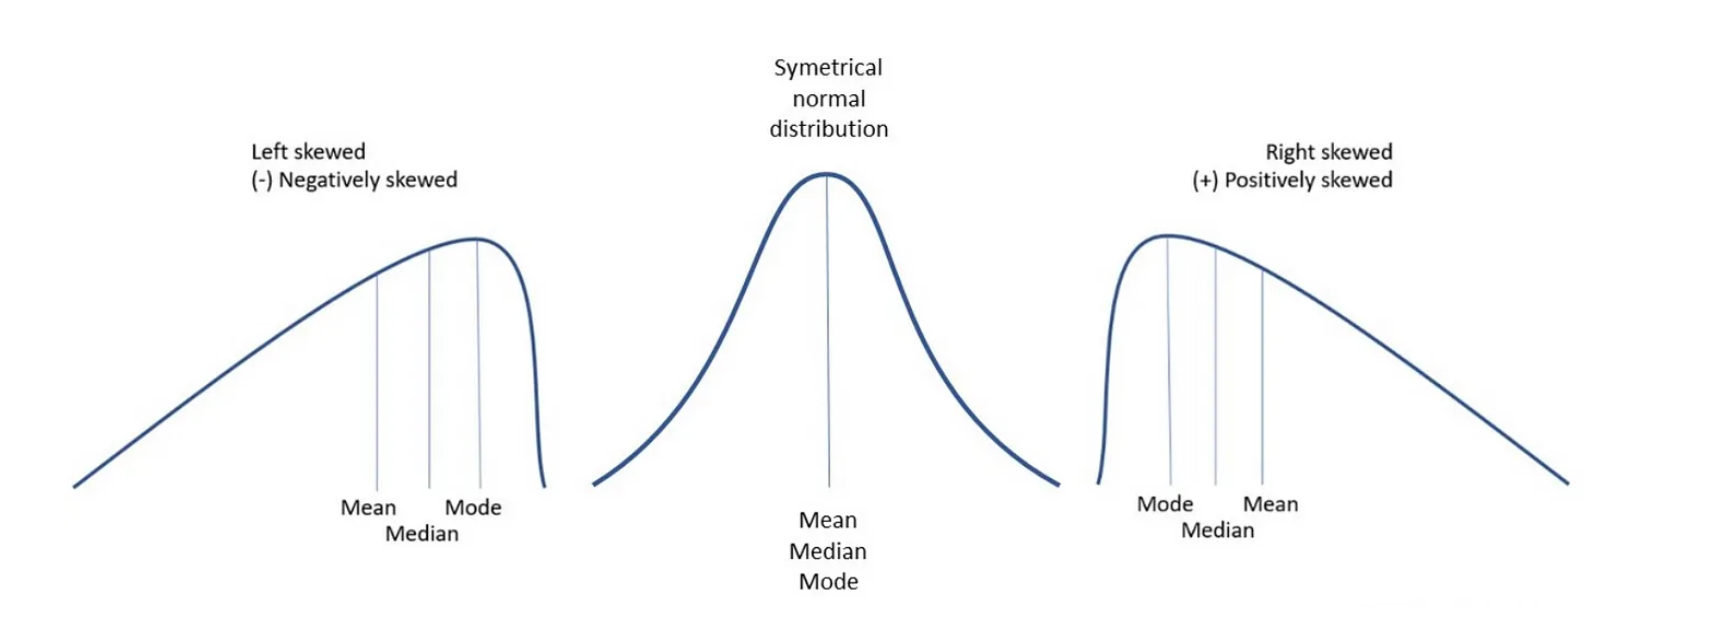 Symetrical
normal
distribution
Left skewed
(-) Negatively skewed
Right skewed
(+) Positively skewed
Mean
Mode
Median
Mean
Median
Mode
Mode
Mean
Median